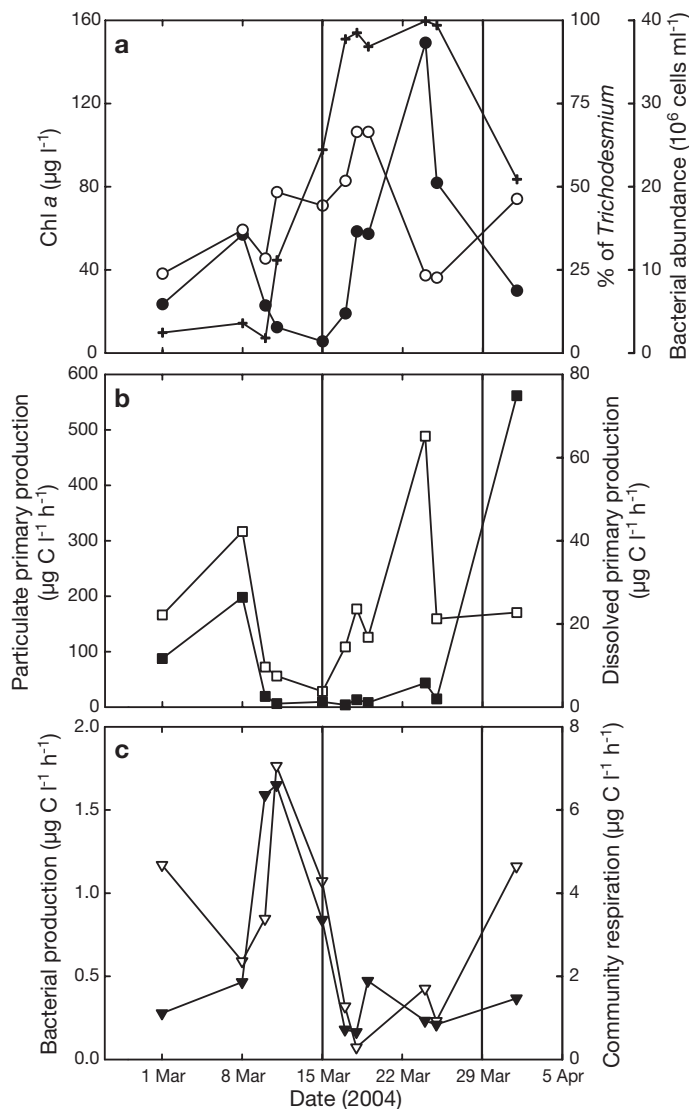 a
160
120
80
40
0
Chl a (µg l-1)
100
75
50
25
0
% of Trichodesmium
40
30
20
10
0
Bacterial abundance (10⁶ cells ml-1)
b
600
500
400
300
200
100
0
Particulate primary production
(µg C l-1 h-1)
80
60
40
20
0
Dissolved primary production
(µg C l-1 h-1)
c
2.0
1.5
1.0
0.5
0.0
Bacterial production (µg C l-1 h-1)
8
6
4
2
0
Community respiration (µg C l-1 h-1)
1 Mar 8 Mar 15 Mar 22 Mar 29 Mar 5 Apr
Date (2004)